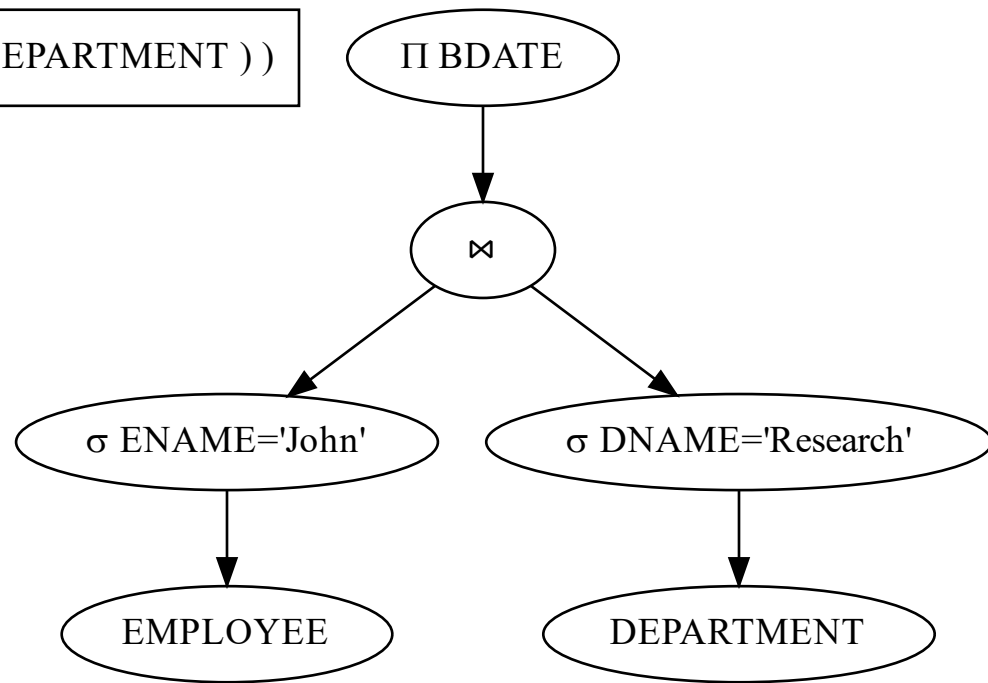 EPARTMENT ) )
Π BDATE
⋈
σ ENAME='John'
σ DNAME='Research'
EMPLOYEE
DEPARTMENT